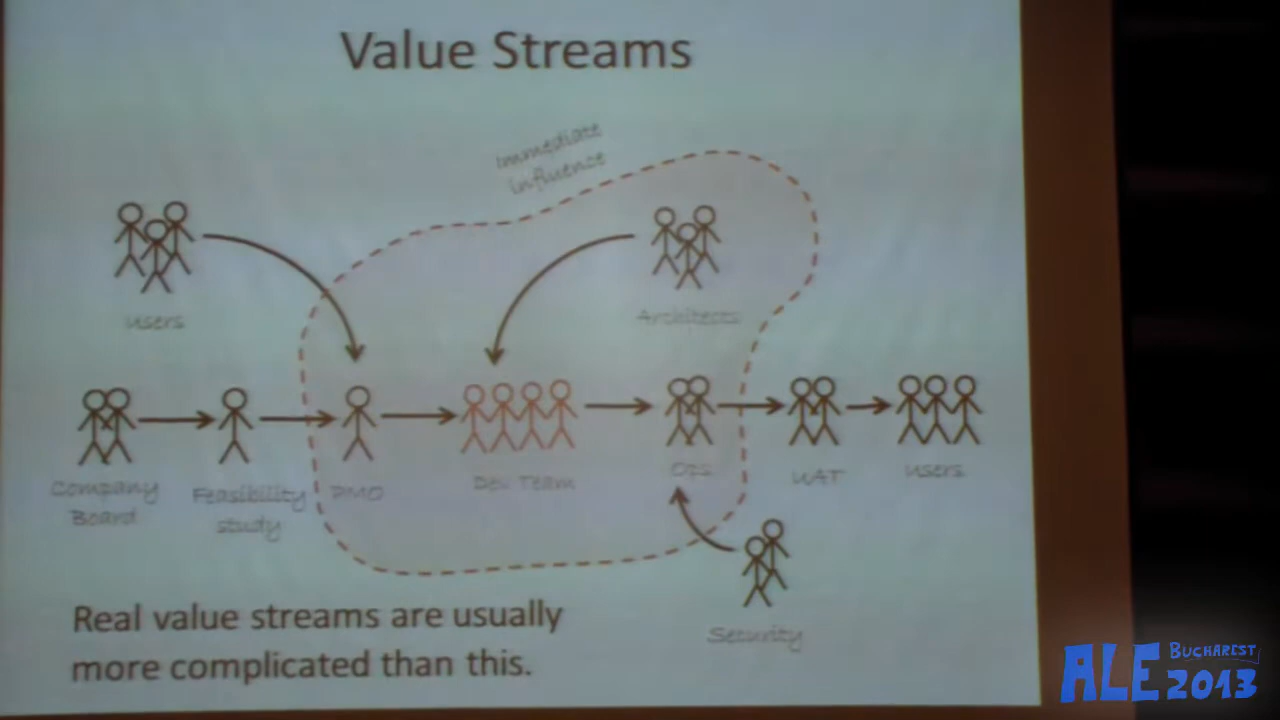 Value Streams
Immediate
influence
users
Architects
Company
Board
Feasibility
study
PMO
Dev Team
Ops
UAT
users
Security
Real value streams are usually
more complicated than this.
ALE BUCHAREST
2013